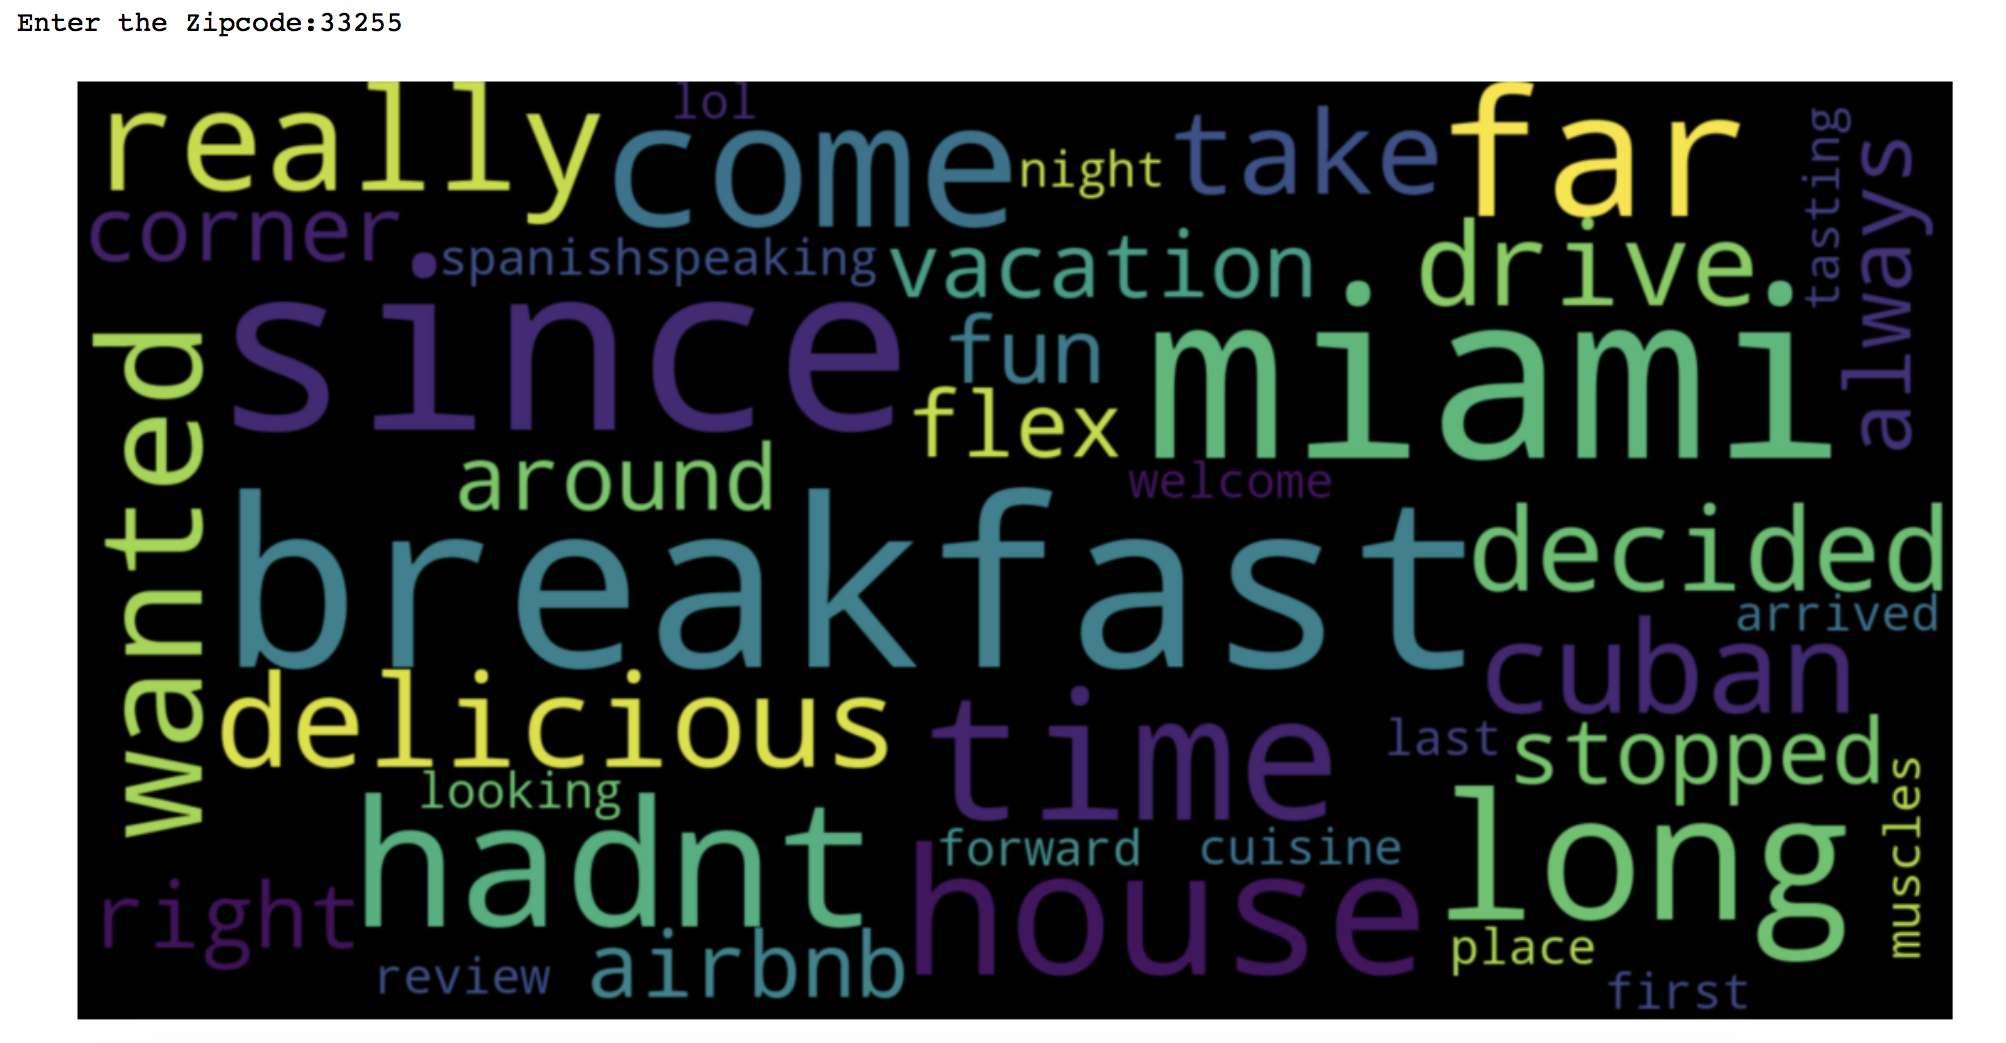 Enter the Zipcode:33255
really
lol
come
night
take
far
tasting
always
corner
spanishspeaking
vacation
drive
since
fun
miami
wanted
flex
around
welcome
breakfast
decided
arrived
cuban
delicious
time
last
stopped
looking
hadnt
forward
cuisine
long
muscles
right
house
review
airbnb
place
first